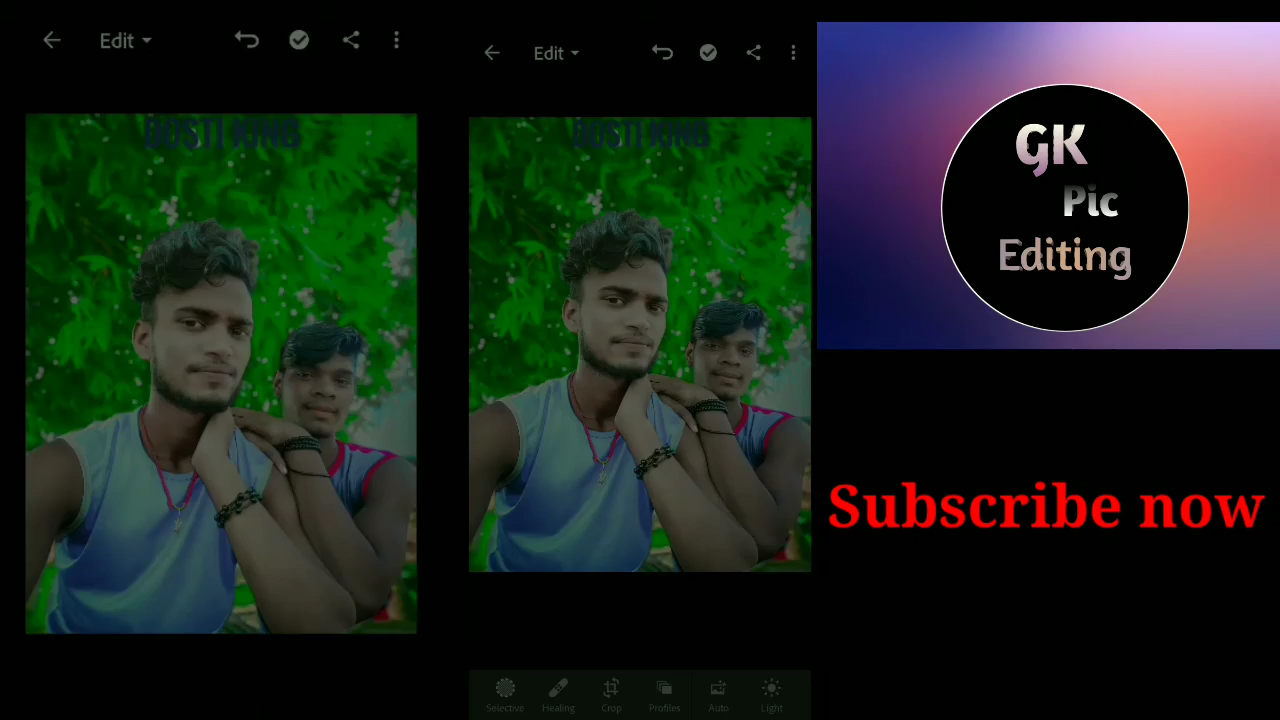 Edit
DOSTI KING
Edit
DOSTI KING
Selective
Healing
Crop
Profiles
Auto
Light
GK
Pic
Editing
Subscribe now